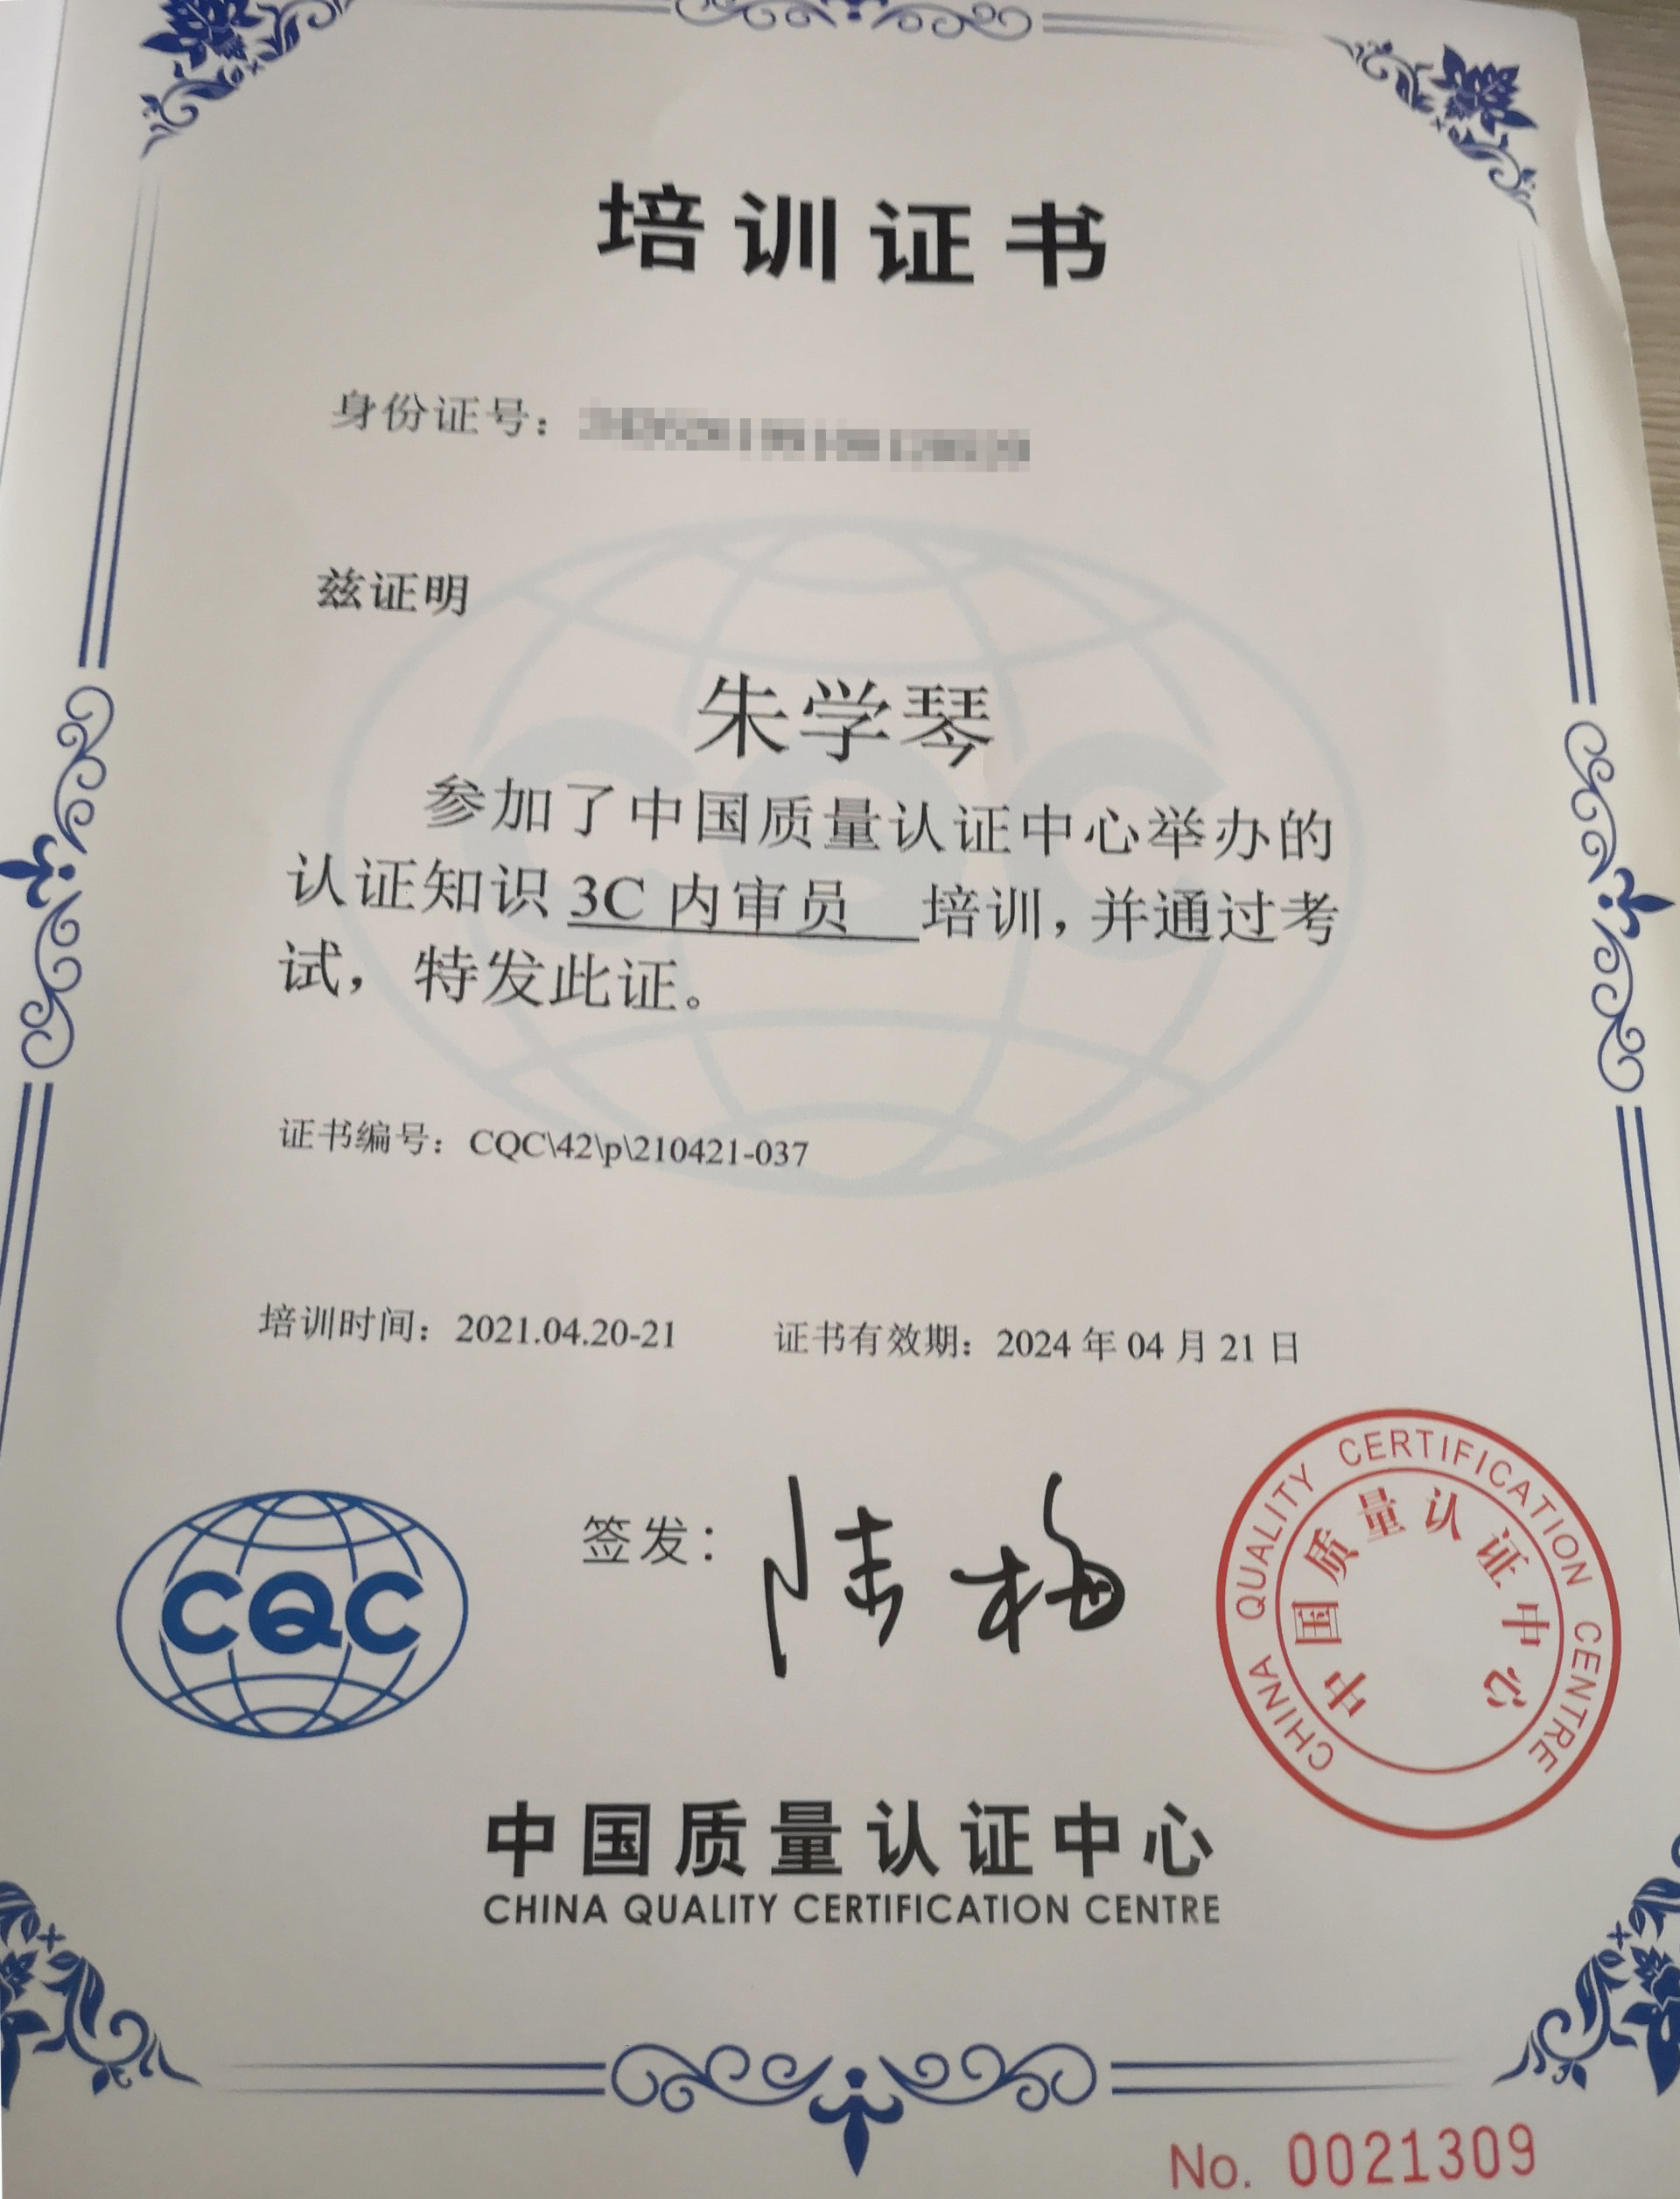 培训证书
身份证号：
兹证明
朱学琴
参加了中国质量认证中心举办的
认证知识 3C 内审员 培训，并通过考
试，特发此证。
证书编号：CQC\42\p\210421-037
培训时间：2021.04.20-21 证书有效期：2024 年 04 月 21 日
CQC
签发：陆梅
CHINA QUALITY CERTIFICATION CENTRE
中国质量认证中心
中国质量认证中心
CHINA QUALITY CERTIFICATION CENTRE
No. 0021309